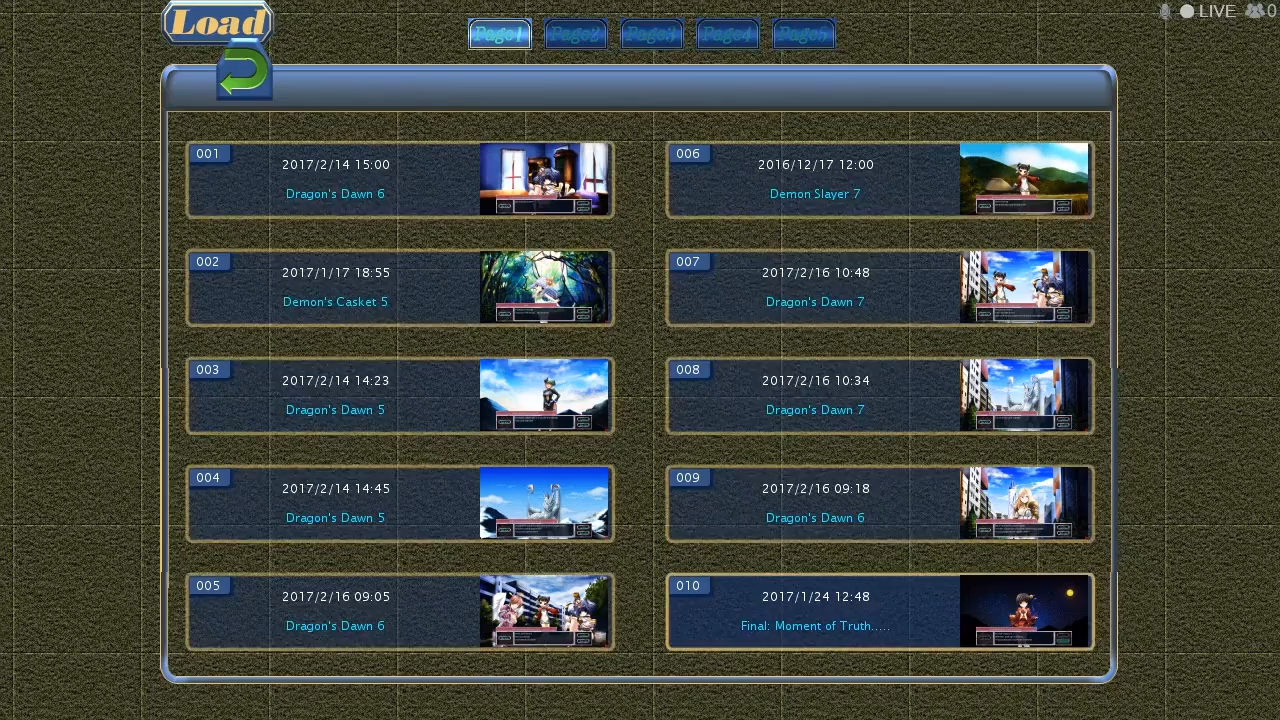 Load
Page1 Page2 Page3 Page4 Page5
LIVE 0
001
2017/2/14 15:00
Dragon's Dawn 6
002
2017/1/17 18:55
Demon's Casket 5
003
2017/2/14 14:23
Dragon's Dawn 5
004
2017/2/14 14:45
Dragon's Dawn 5
005
2017/2/16 09:05
Dragon's Dawn 6
006
2016/12/17 12:00
Demon Slayer 7
007
2017/2/16 10:48
Dragon's Dawn 7
008
2017/2/16 10:34
Dragon's Dawn 7
009
2017/2/16 09:18
Dragon's Dawn 6
010
2017/1/24 12:48
Final: Moment of Truth.....